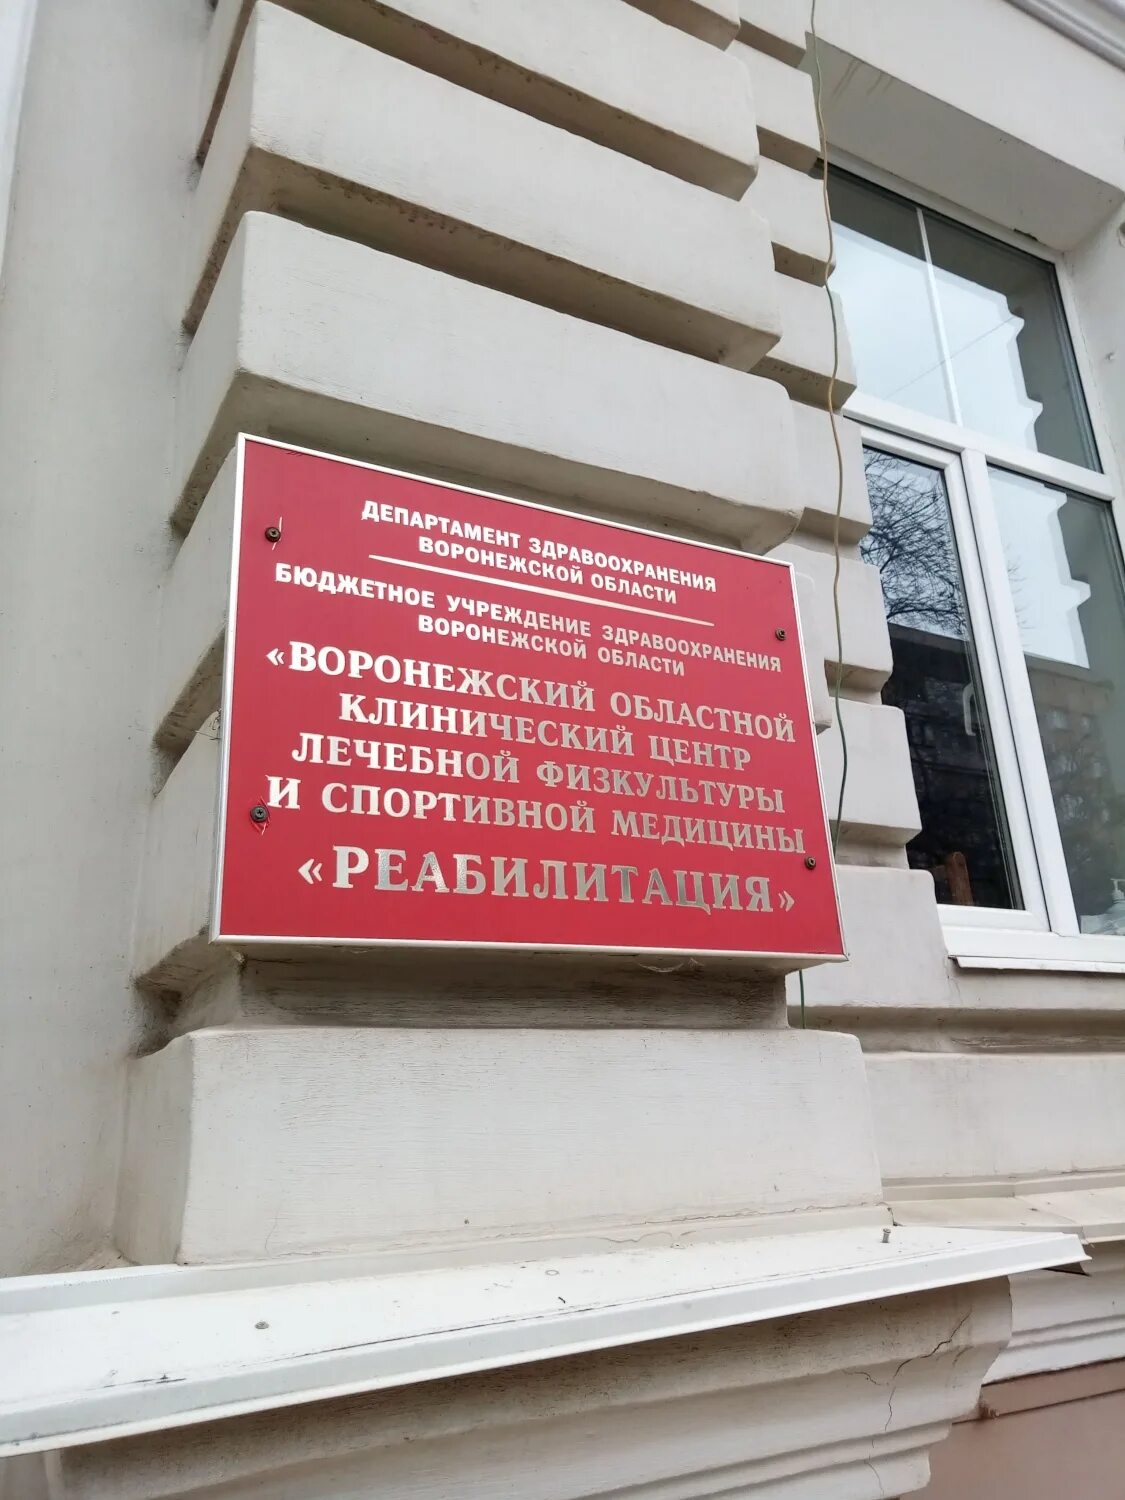 ДЕПАРТАМЕНТ ЗДРАВООХРАНЕНИЯ
ВОРОНЕЖСКОЙ ОБЛАСТИ
БЮДЖЕТНОЕ УЧРЕЖДЕНИЕ ЗДРАВООХРАНЕНИЯ
ВОРОНЕЖСКОЙ ОБЛАСТИ
«ВОРОНЕЖСКИЙ ОБЛАСТНОЙ
КЛИНИЧЕСКИЙ ЦЕНТР
ЛЕЧЕБНОЙ ФИЗКУЛЬТУРЫ
И СПОРТИВНОЙ МЕДИЦИНЫ
«РЕАБИЛИТАЦИЯ»